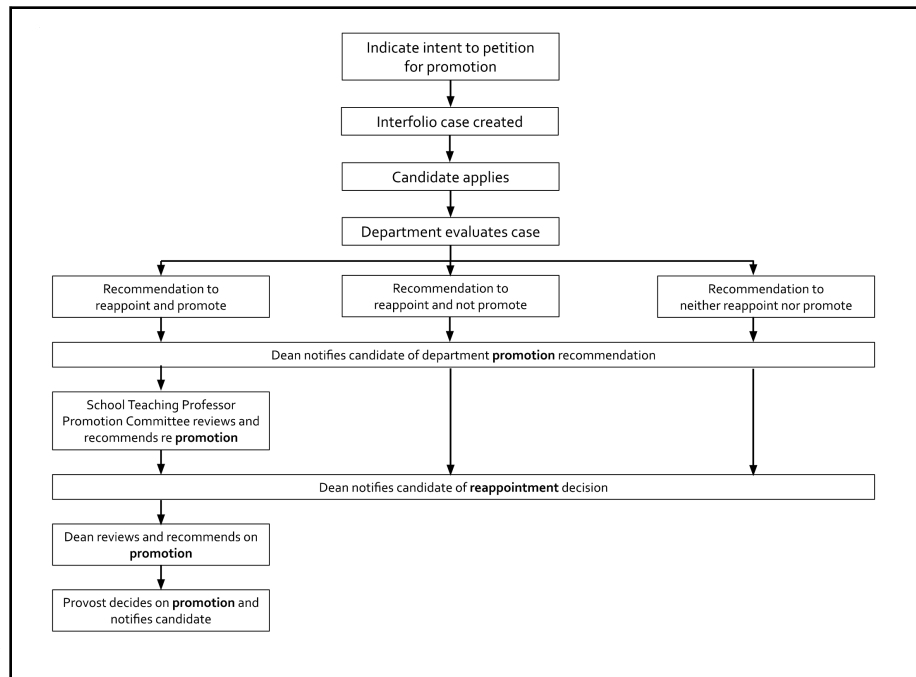 Indicate intent to petition
for promotion
Interfolio case created
Candidate applies
Department evaluates case
Recommendation to
reappoint and promote
Recommendation to
reappoint and not promote
Recommendation to
neither reappoint nor promote
Dean notifies candidate of department promotion recommendation
School Teaching Professor
Promotion Committee reviews and
recommends re promotion
Dean notifies candidate of reappointment decision
Dean reviews and recommends on
promotion
Provost decides on promotion and
notifies candidate